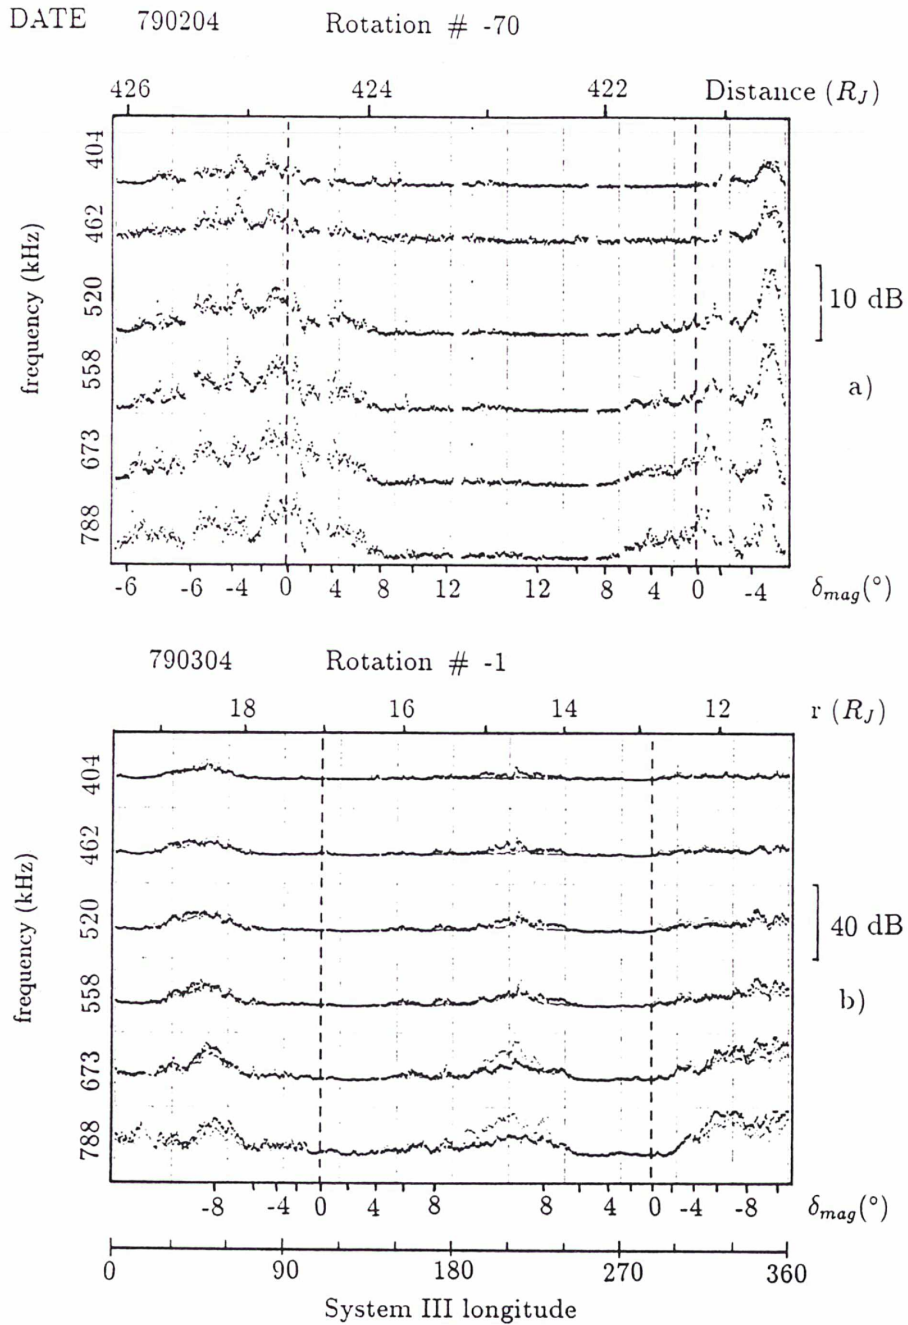 DATE 790204 Rotation # -70
426 424 422 Distance (R_J)
frequency (kHz)
404
462
520
558
673
788
10 dB
a)
-6 -6 -4 0 4 8 12 12 8 4 0 -4 δ_mag(°)
790304 Rotation # -1
18 16 14 12 r (R_J)
frequency (kHz)
404
462
520
558
673
788
40 dB
b)
-8 -4 0 4 8 8 4 0 -4 -8 δ_mag(°)
0 90 180 270 360
System III longitude